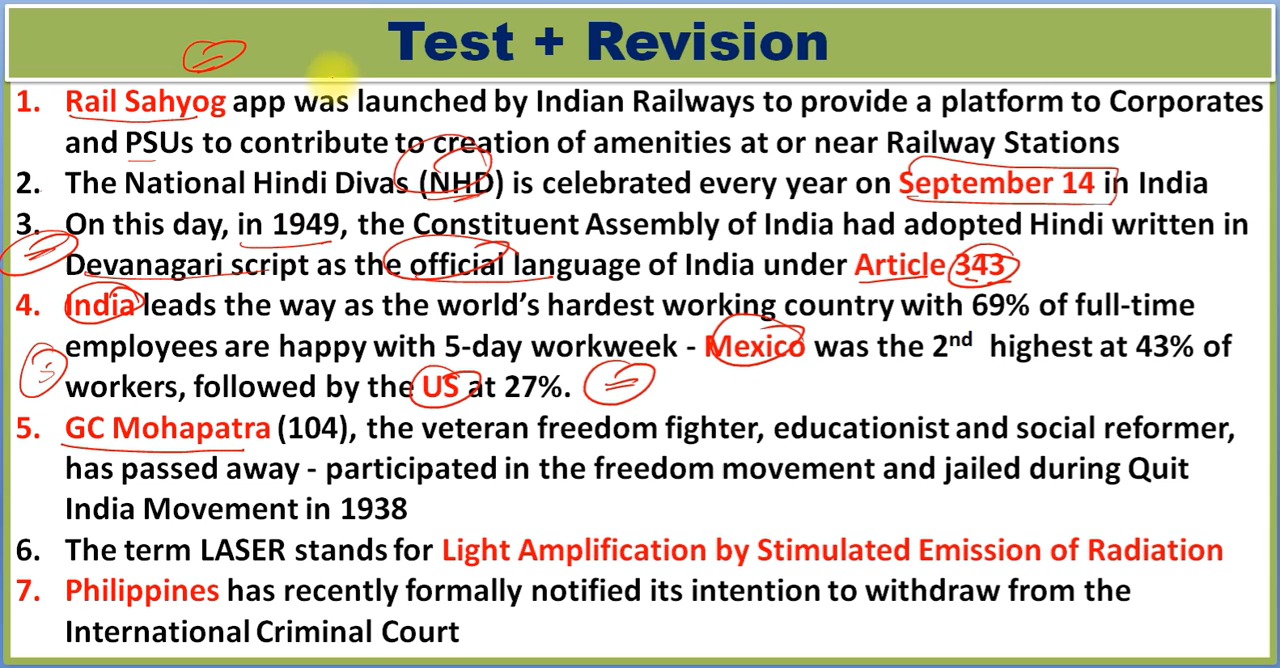 Test + Revision
1. Rail Sahyog app was launched by Indian Railways to provide a platform to Corporates
and PSUs to contribute to creation of amenities at or near Railway Stations
2. The National Hindi Divas (NHD) is celebrated every year on September 14 in India
3. On this day, in 1949, the Constituent Assembly of India had adopted Hindi written in
Devanagari script as the official language of India under Article 343
4. India leads the way as the world's hardest working country with 69% of full-time
employees are happy with 5-day workweek - Mexico was the 2nd highest at 43% of
workers, followed by the US at 27%.
5. GC Mohapatra (104), the veteran freedom fighter, educationist and social reformer,
has passed away - participated in the freedom movement and jailed during Quit
India Movement in 1938
6. The term LASER stands for Light Amplification by Stimulated Emission of Radiation
7. Philippines has recently formally notified its intention to withdraw from the
International Criminal Court